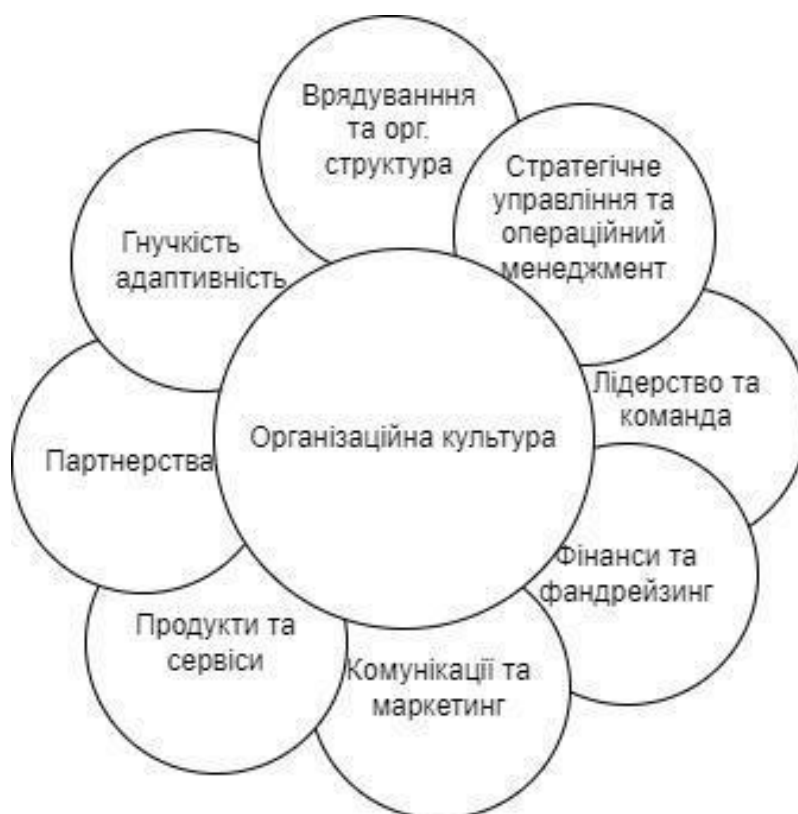 Врядуванння
та орг.
структура
Стратегічне
управління та
операційний
менеджмент
Гнучкість
адаптивність
Лідерство та
команда
Організаційна культура
Партнерства
Фінанси та
фандрейзинг
Продукти та
сервіси
Комунікації та
маркетинг